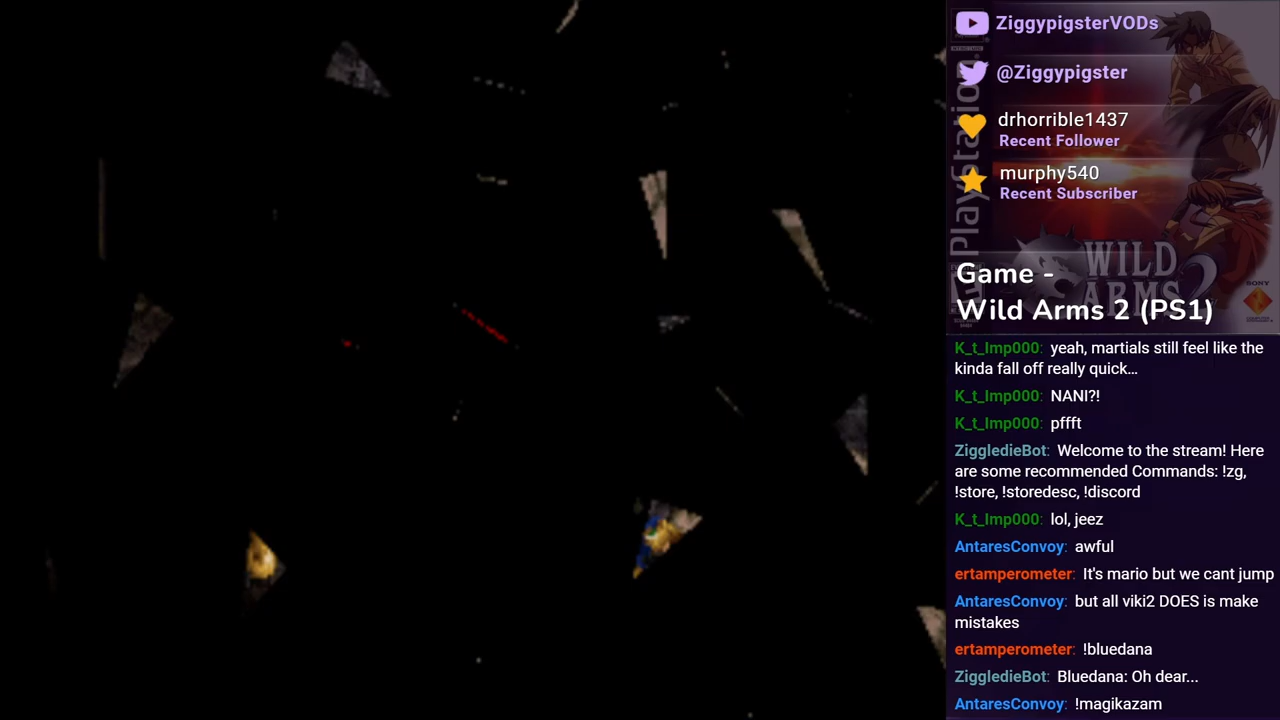 ZiggypigsterVODs
@Ziggypigster
drhorrible1437
Recent Follower
murphy540
Recent Subscriber
PlayStation
WILD
ARMS 2
SONY
Game -
Wild Arms 2 (PS1)
K_t_Imp000: yeah, martials still feel like the
kinda fall off really quick...
K_t_Imp000: NANI?!
K_t_Imp000: pffft
ZiggledieBot: Welcome to the stream! Here
are some recommended Commands: !zg,
!store, !storedesc, !discord
K_t_Imp000: lol, jeez
AntaresConvoy: awful
ertamperometer: It's mario but we cant jump
AntaresConvoy: but all viki2 DOES is make
mistakes
ertamperometer: !bluedana
ZiggledieBot: Bluedana: Oh dear...
AntaresConvoy: !magikazam